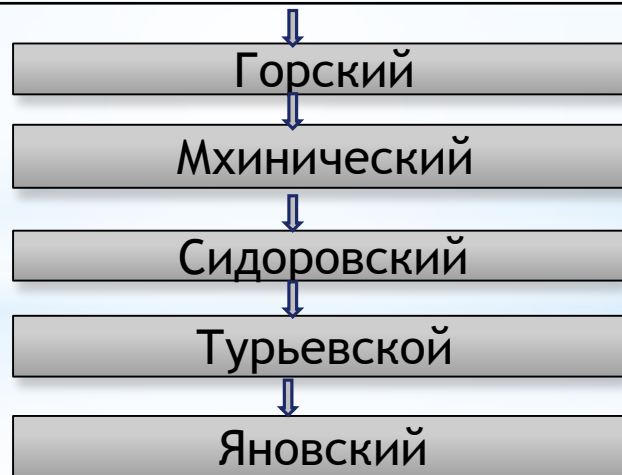 Горский
Мхинический
Сидоровский
Турьевской
Яновский